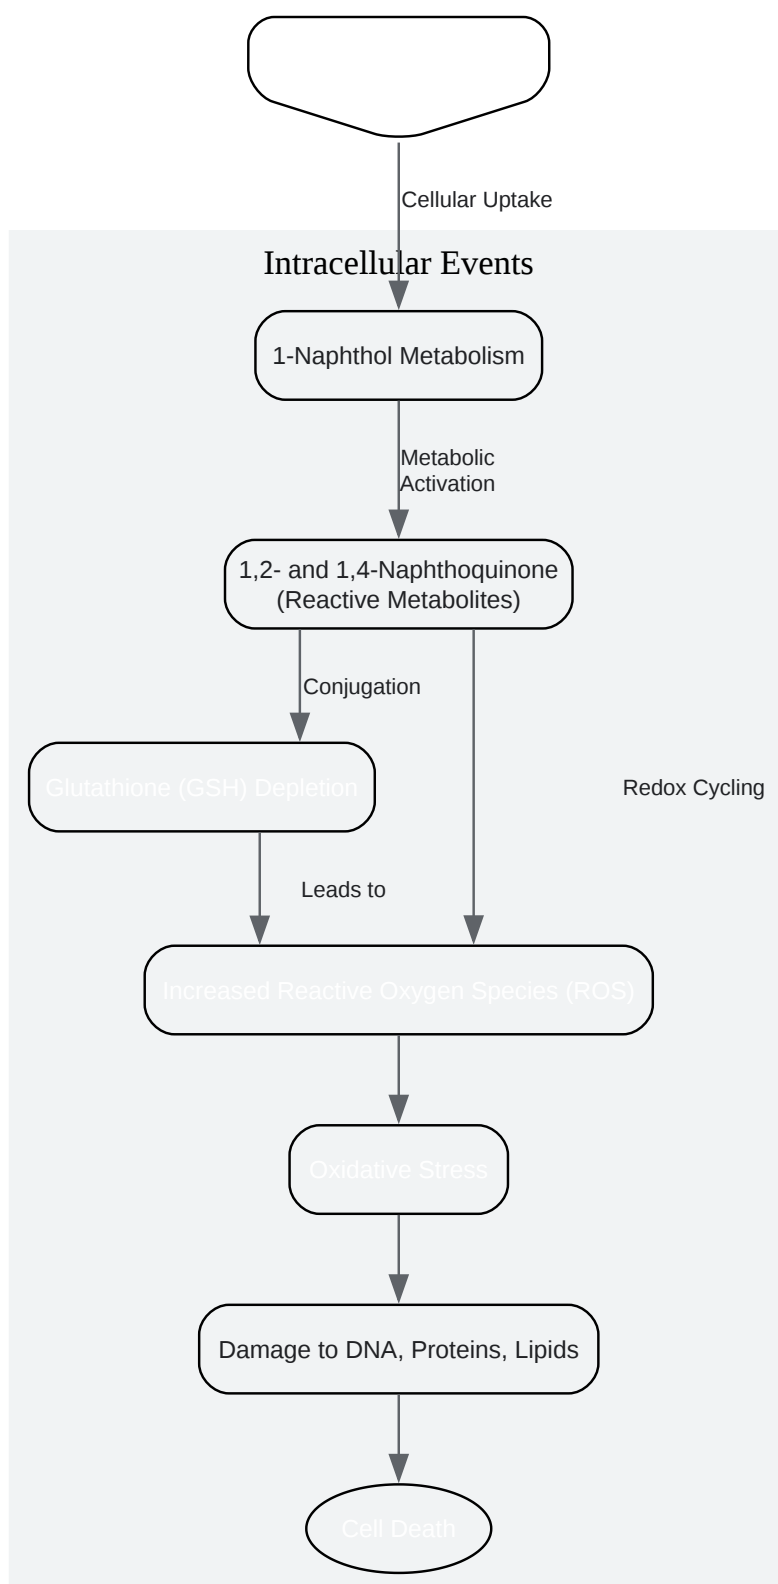 Cellular Uptake
Intracellular Events
1-Naphthol Metabolism
Metabolic
Activation
1,2- and 1,4-Naphthoquinone
(Reactive Metabolites)
Conjugation
Glutathione (GSH) Depletion
Redox Cycling
Leads to
Increased Reactive Oxygen Species (ROS)
Oxidative Stress
Damage to DNA, Proteins, Lipids
Cell Death